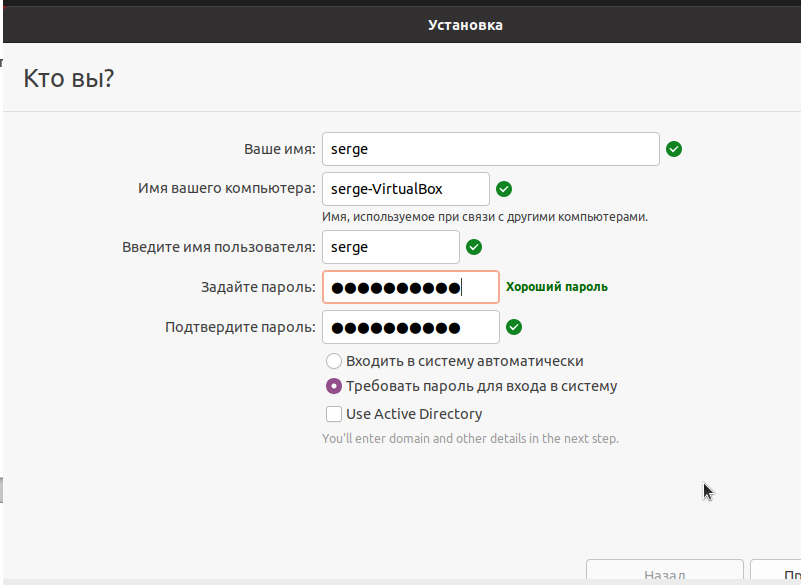 Установка
Кто вы?
Ваше имя: serge
Имя вашего компьютера: serge-VirtualBox
Имя, используемое при связи с другими компьютерами.
Введите имя пользователя: serge
Задайте пароль: ●●●●●●●●●● Хороший пароль
Подтвердите пароль: ●●●●●●●●●●
Входить в систему автоматически
Требовать пароль для входа в систему
Use Active Directory
You'll enter domain and other details in the next step.
Назад